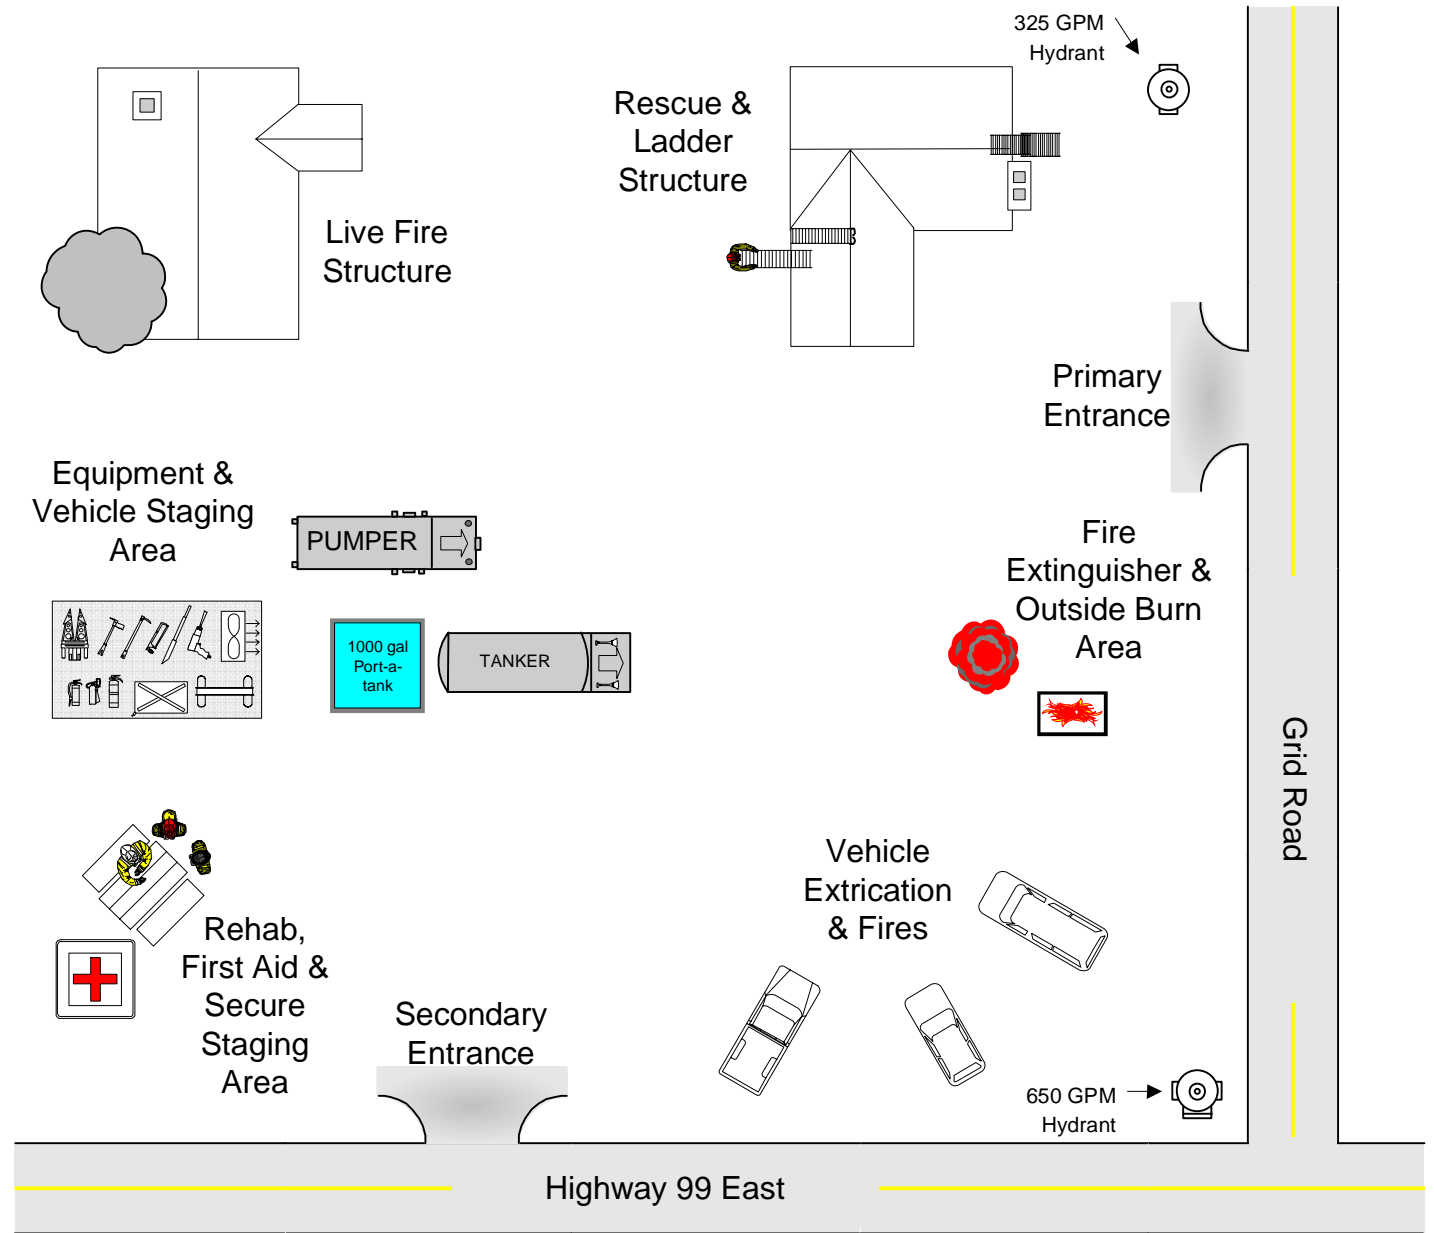 325 GPM
Hydrant
Rescue &
Ladder
Structure
Live Fire
Structure
Primary
Entrance
Equipment &
Vehicle Staging
Area
PUMPER
Fire
Extinguisher &
Outside Burn
Area
1000 gal
Port-a-
tank
TANKER
Grid Road
Vehicle
Extrication
& Fires
Rehab,
First Aid &
Secure
Staging
Area
Secondary
Entrance
650 GPM
Hydrant
Highway 99 East